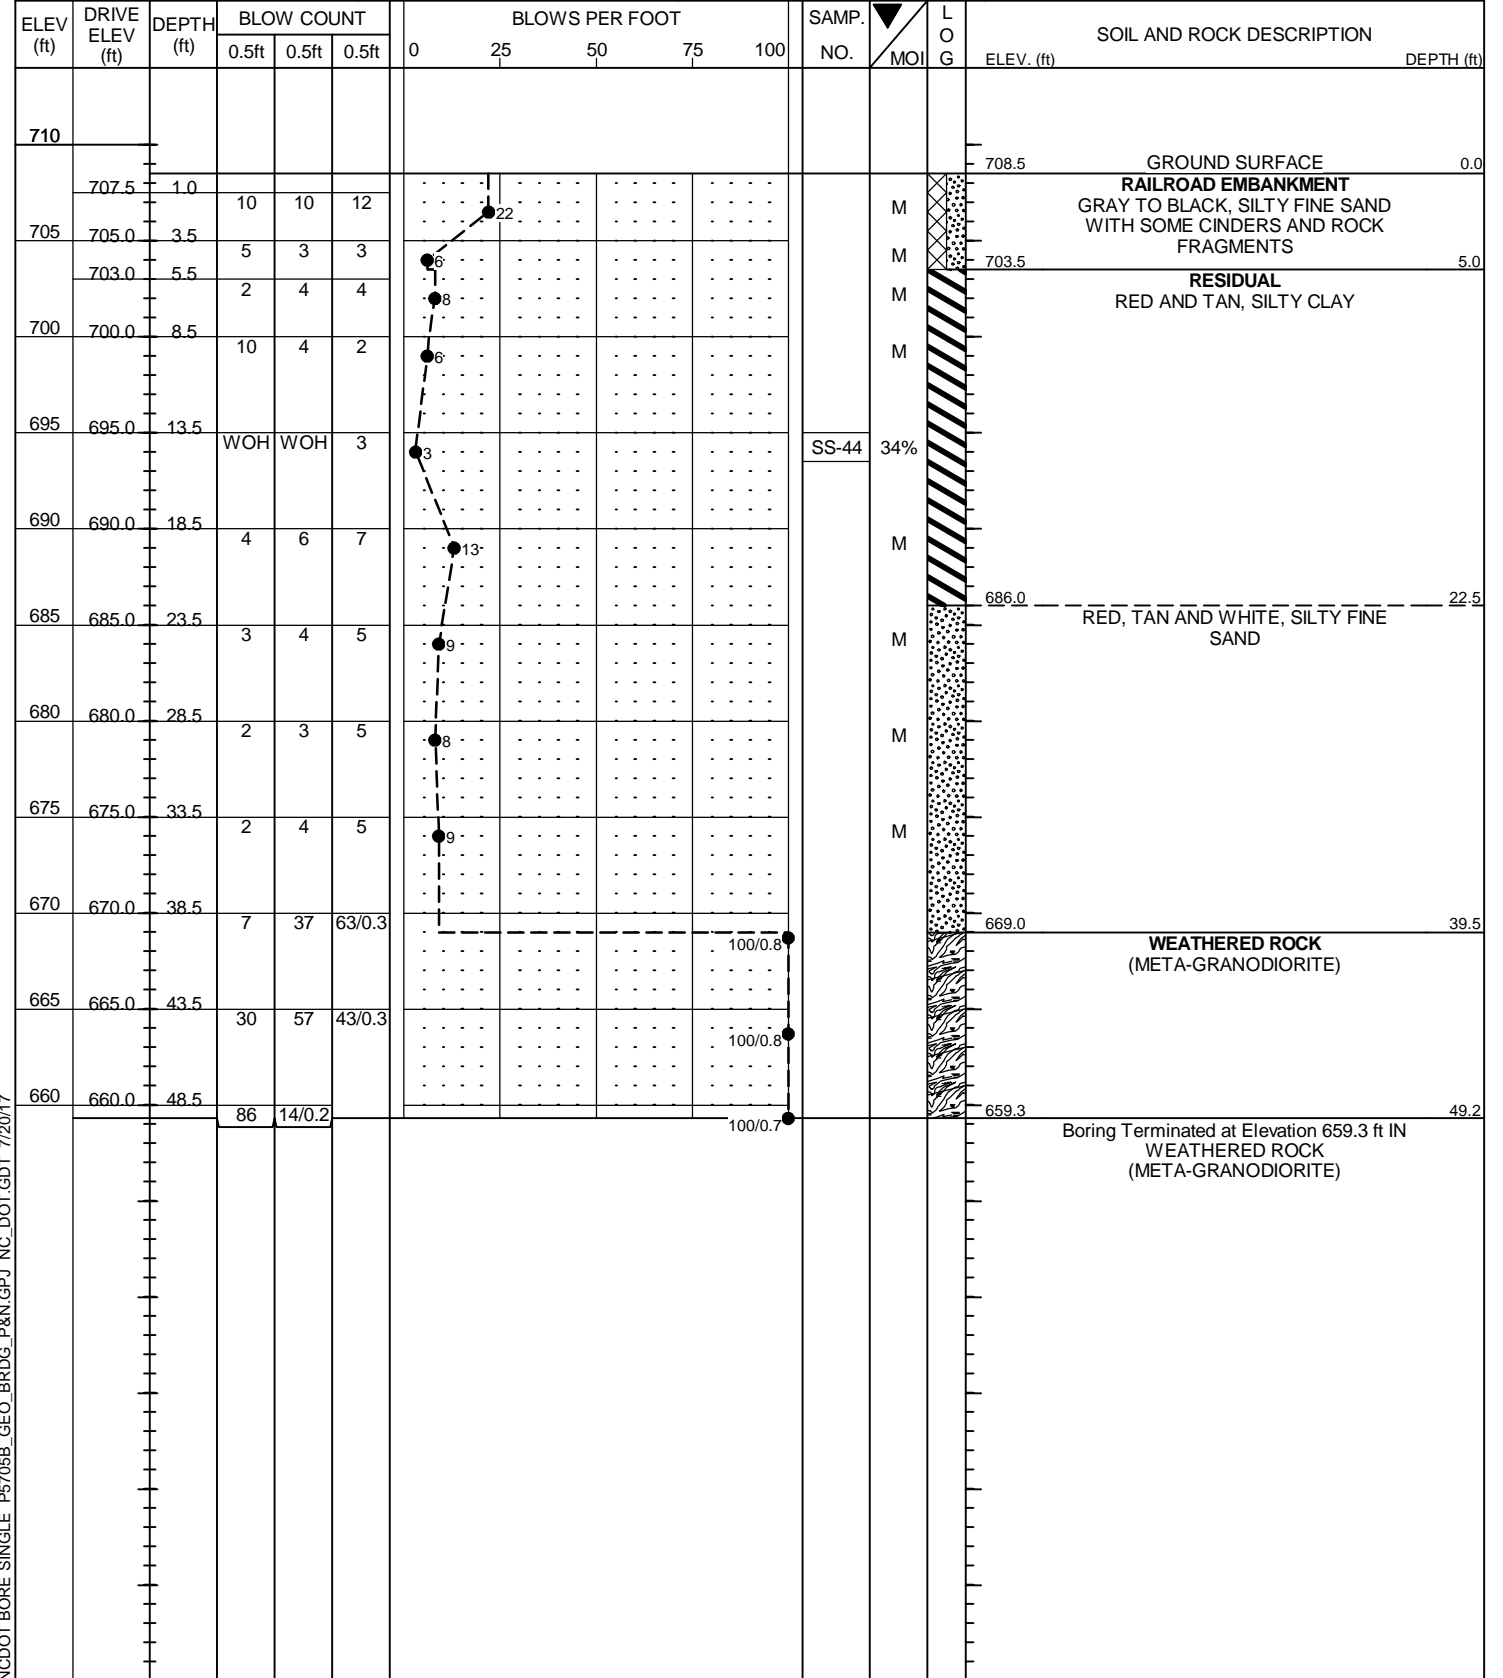 ELEV (ft) DRIVE ELEV (ft) DEPTH (ft) BLOW COUNT BLOWS PER FOOT SAMP. NO. MOI L O G SOIL AND ROCK DESCRIPTION
0.5ft 0.5ft 0.5ft 0 25 50 75 100 ELEV. (ft) DEPTH (ft)
710
708.5 GROUND SURFACE 0.0
707.5 1.0 RAILROAD EMBANKMENT
10 10 12 22 M GRAY TO BLACK, SILTY FINE SAND
WITH SOME CINDERS AND ROCK
705 705.0 3.5 FRAGMENTS
5 3 3 6 M 703.5 5.0
703.0 5.5 RESIDUAL
2 4 4 8 M RED AND TAN, SILTY CLAY
700 700.0 8.5
10 4 2 6 M
695 695.0 13.5
WOH WOH 3 3 SS-44 34%
690 690.0 18.5
4 6 7 13 M
686.0 22.5
685 685.0 23.5 RED, TAN AND WHITE, SILTY FINE
3 4 5 9 M SAND
680 680.0 28.5
2 3 5 8 M
675 675.0 33.5
2 4 5 9 M
670 670.0 38.5
7 37 63/0.3 669.0 39.5
100/0.8 WEATHERED ROCK
(META-GRANODIORITE)
665 665.0 43.5
30 57 43/0.3
100/0.8
660 660.0 48.5
86 14/0.2 659.3 49.2
100/0.7 Boring Terminated at Elevation 659.3 ft IN
WEATHERED ROCK
(META-GRANODIORITE)
NCDOT BORE SINGLE P5705B_GEO_BRDG_P&N.GPJ NC_DOT.GDT 7/20/17